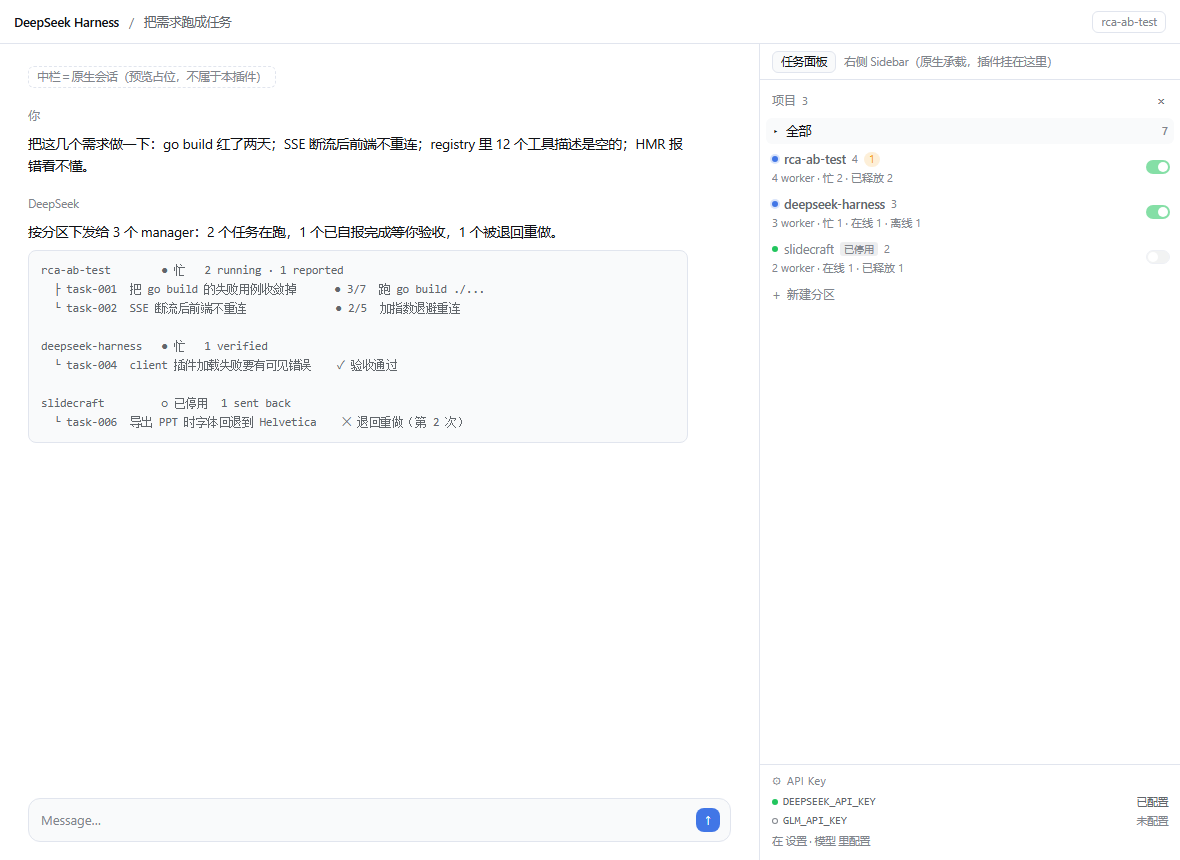 DeepSeek Harness / 把需求跑成任务
rca-ab-test
中栏=原生会话（预览占位，不属于本插件）
你
把这几个需求做一下：go build 红了两天；SSE 断流后前端不重连；registry 里 12 个工具描述是空的；HMR 报
错看不懂。
DeepSeek
按分区下发给 3 个 manager：2 个任务在跑，1 个已自报完成等你验收，1 个被退回重做。
rca-ab-test ● 忙 2 running · 1 reported
├ task-001 把 go build 的失败用例收敛掉 ● 3/7 跑 go build ./...
└ task-002 SSE 断流后前端不重连 ● 2/5 加指数退避重连
deepseek-harness ● 忙 1 verified
└ task-004 client 插件加载失败要有可见错误 ✓ 验收通过
slidecraft ○ 已停用 1 sent back
└ task-006 导出 PPT 时字体回退到 Helvetica ✕ 退回重做（第 2 次）
Message...
↑
任务面板 右侧 Sidebar（原生承载，插件挂在这里）
项目 3 ×
▸ 全部 7
rca-ab-test 4 1
4 worker · 忙 2 · 已释放 2
deepseek-harness 3
3 worker · 忙 1 · 在线 1 · 离线 1
slidecraft 已停用 2
2 worker · 在线 1 · 已释放 1
+ 新建分区
⚙ API Key
● DEEPSEEK_API_KEY 已配置
○ GLM_API_KEY 未配置
在 设置 · 模型 里配置